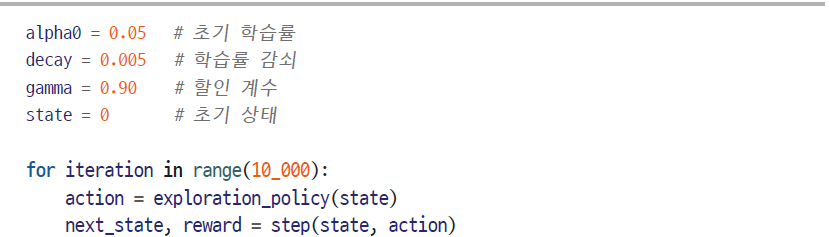 alpha0 = 0.05 # 초기 학습률
decay = 0.005 # 학습률 감쇠
gamma = 0.90 # 할인 계수
state = 0 # 초기 상태
for iteration in range(10_000):
action = exploration_policy(state)
next_state, reward = step(state, action)